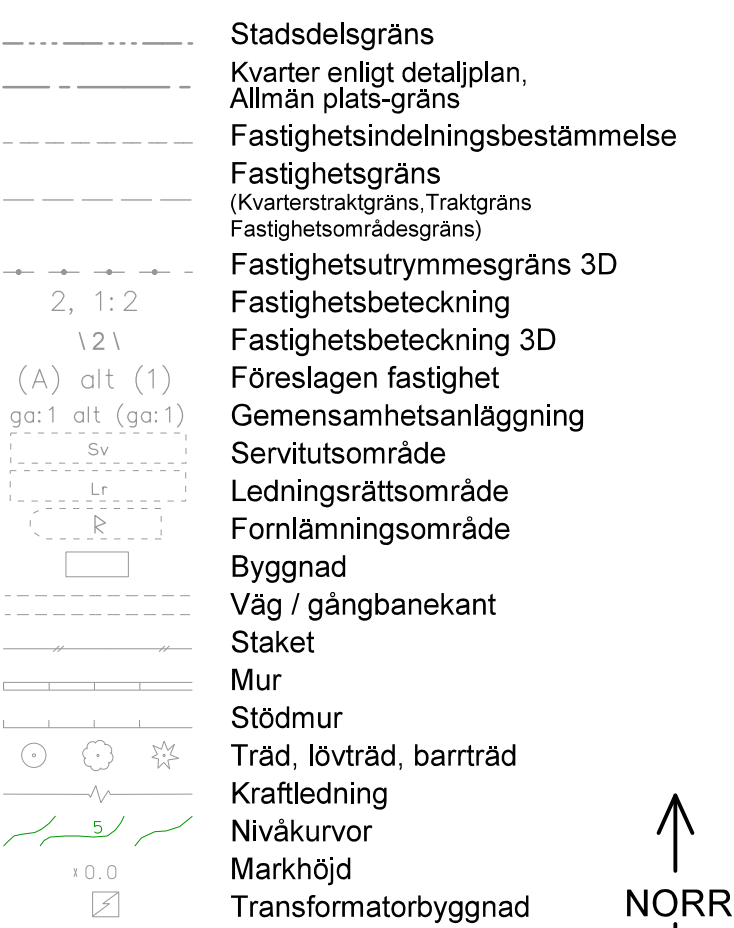 Stadsdelsgräns
Kvarter enligt detaljplan,
Allmän plats-gräns
Fastighetsindelningsbestämmelse
Fastighetsgräns
(Kvarterstraktgräns,Traktgräns
Fastighetsområdesgräns)
Fastighetsutrymmesgräns 3D
2, 1:2 Fastighetsbeteckning
\2\ Fastighetsbeteckning 3D
(A) alt (1) Föreslagen fastighet
ga:1 alt (ga:1) Gemensamhetsanläggning
Sv Servitutsområde
Lr Ledningsrättsområde
R Fornlämningsområde
Byggnad
Väg / gångbanekant
Staket
Mur
Stödmur
Träd, lövträd, barrträd
Kraftledning
5 Nivåkurvor
x0.0 Markhöjd
Transformatorbyggnad
NORR